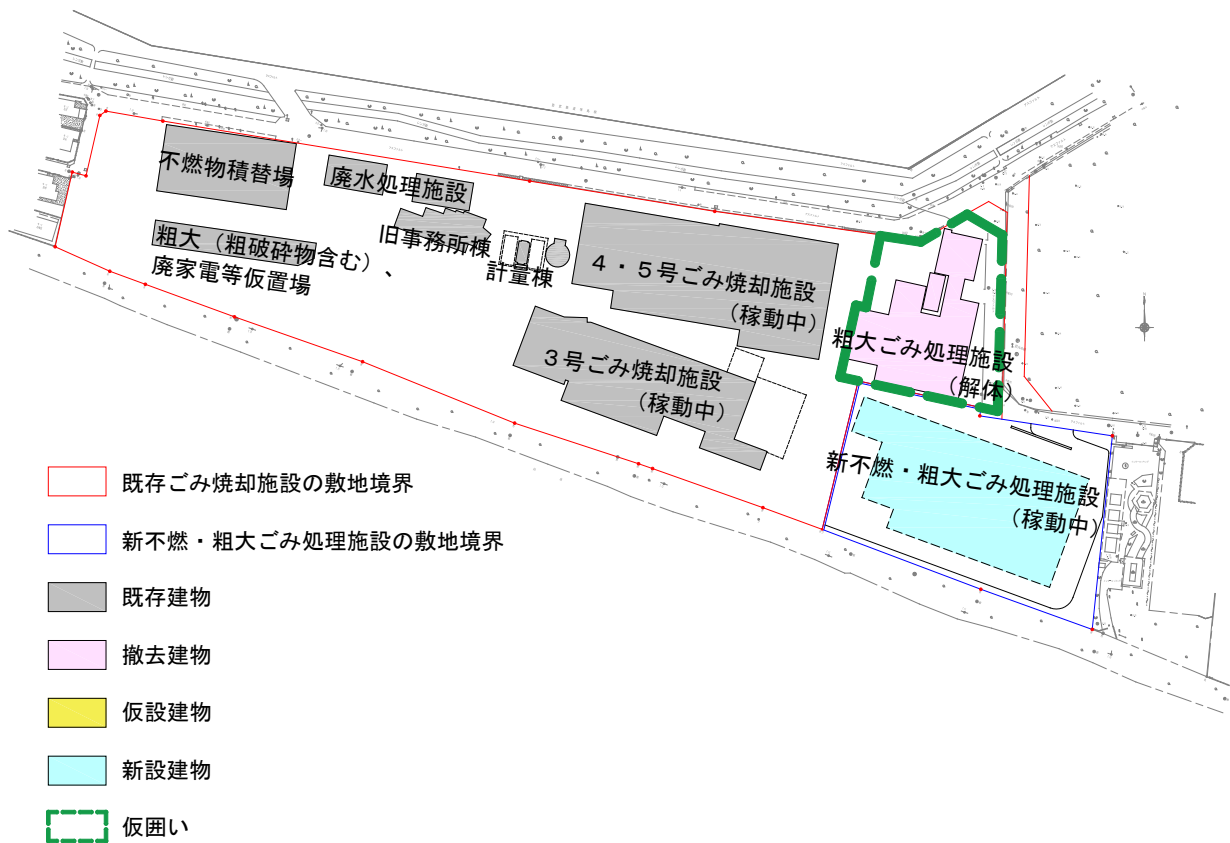 不燃物積替場
廃水処理施設
旧事務所棟
計量棟
粗大（粗破砕物含む）、
廃家電等仮置場
４・５号ごみ焼却施設
（稼動中）
３号ごみ焼却施設
（稼動中）
粗大ごみ処理施設
（解体）
新不燃・粗大ごみ処理施設
（稼動中）
既存ごみ焼却施設の敷地境界
新不燃・粗大ごみ処理施設の敷地境界
既存建物
撤去建物
仮設建物
新設建物
仮囲い